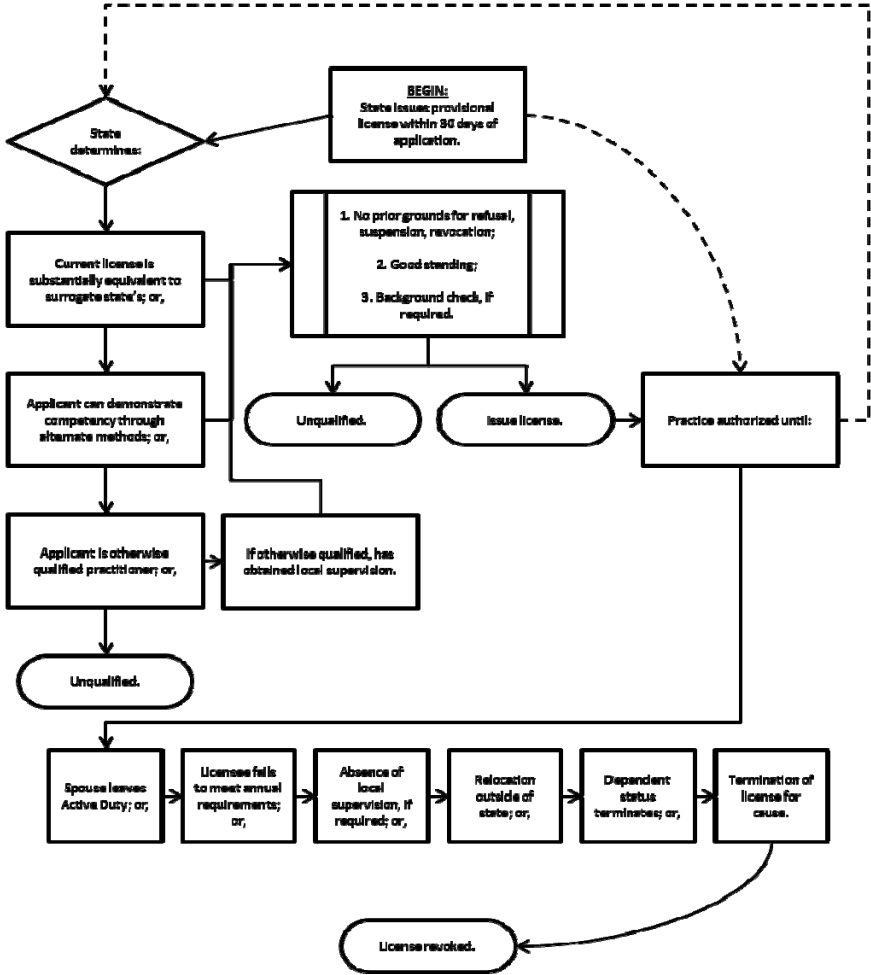 BEGIN:
State issues provisional
license within 30 days of
application.
State
determines:
1. No prior grounds for refusal,
suspension, revocation;
2. Good standing;
3. Background check, if
required.
Current license is
substantially equivalent to
surrogate state's; or,
Applicant can demonstrate
competency through
alternate methods; or,
Unqualified.
Issue license.
Practice authorized until:
Applicant is otherwise
qualified practitioner; or,
If otherwise qualified, has
obtained local supervision.
Unqualified.
Spouse leaves
Active Duty; or,
Licensee fails
to meet annual
requirements;
or,
Absence of
local
supervision, if
required; or,
Relocation
outside of
state; or,
Dependent
status
terminates; or,
Termination of
license for
cause.
License revoked.